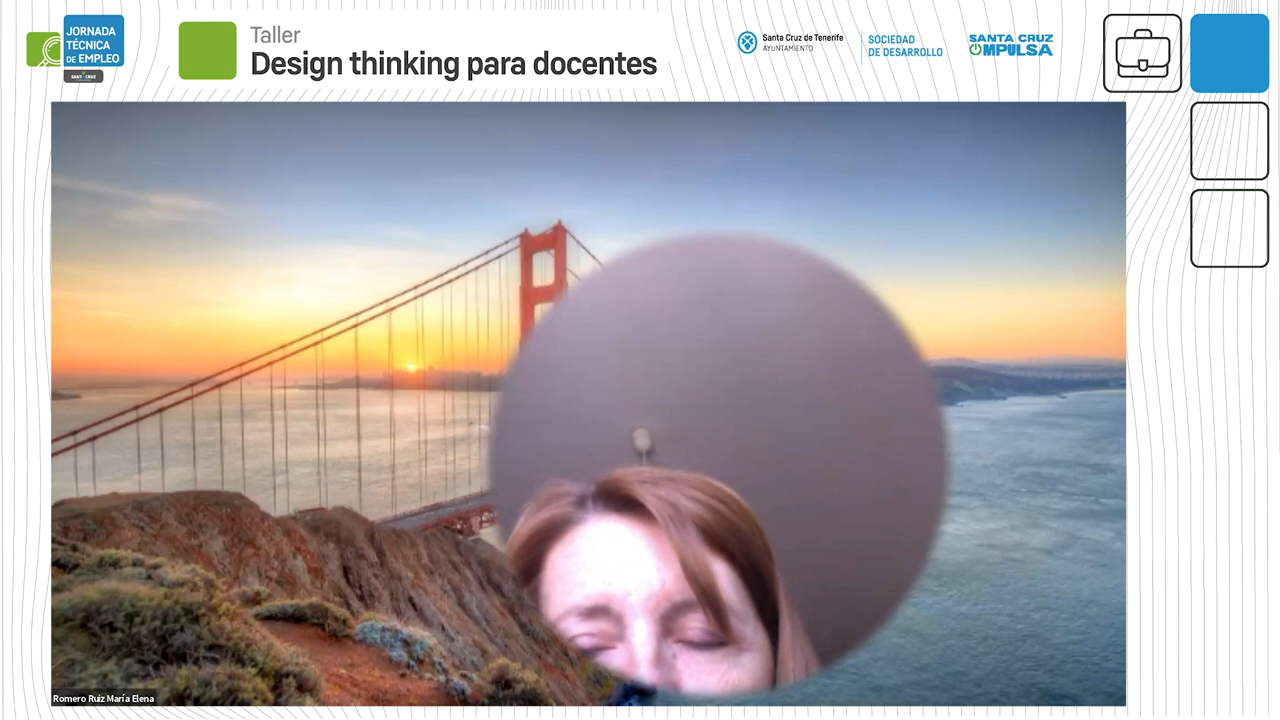 JORNADA
TÉCNICA
DE EMPLEO
Taller
Design thinking para docentes
Santa Cruz de Tenerife
AYUNTAMIENTO
SOCIEDAD
DE DESARROLLO
SANTA CRUZ
MPULSA
Romero Ruiz María Elena